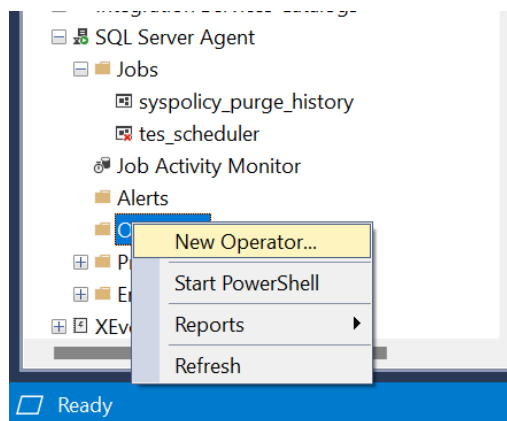 SQL Server Agent
Jobs
syspolicy_purge_history
tes_scheduler
Job Activity Monitor
Alerts
New Operator...
Start PowerShell
Reports
Refresh
Ready